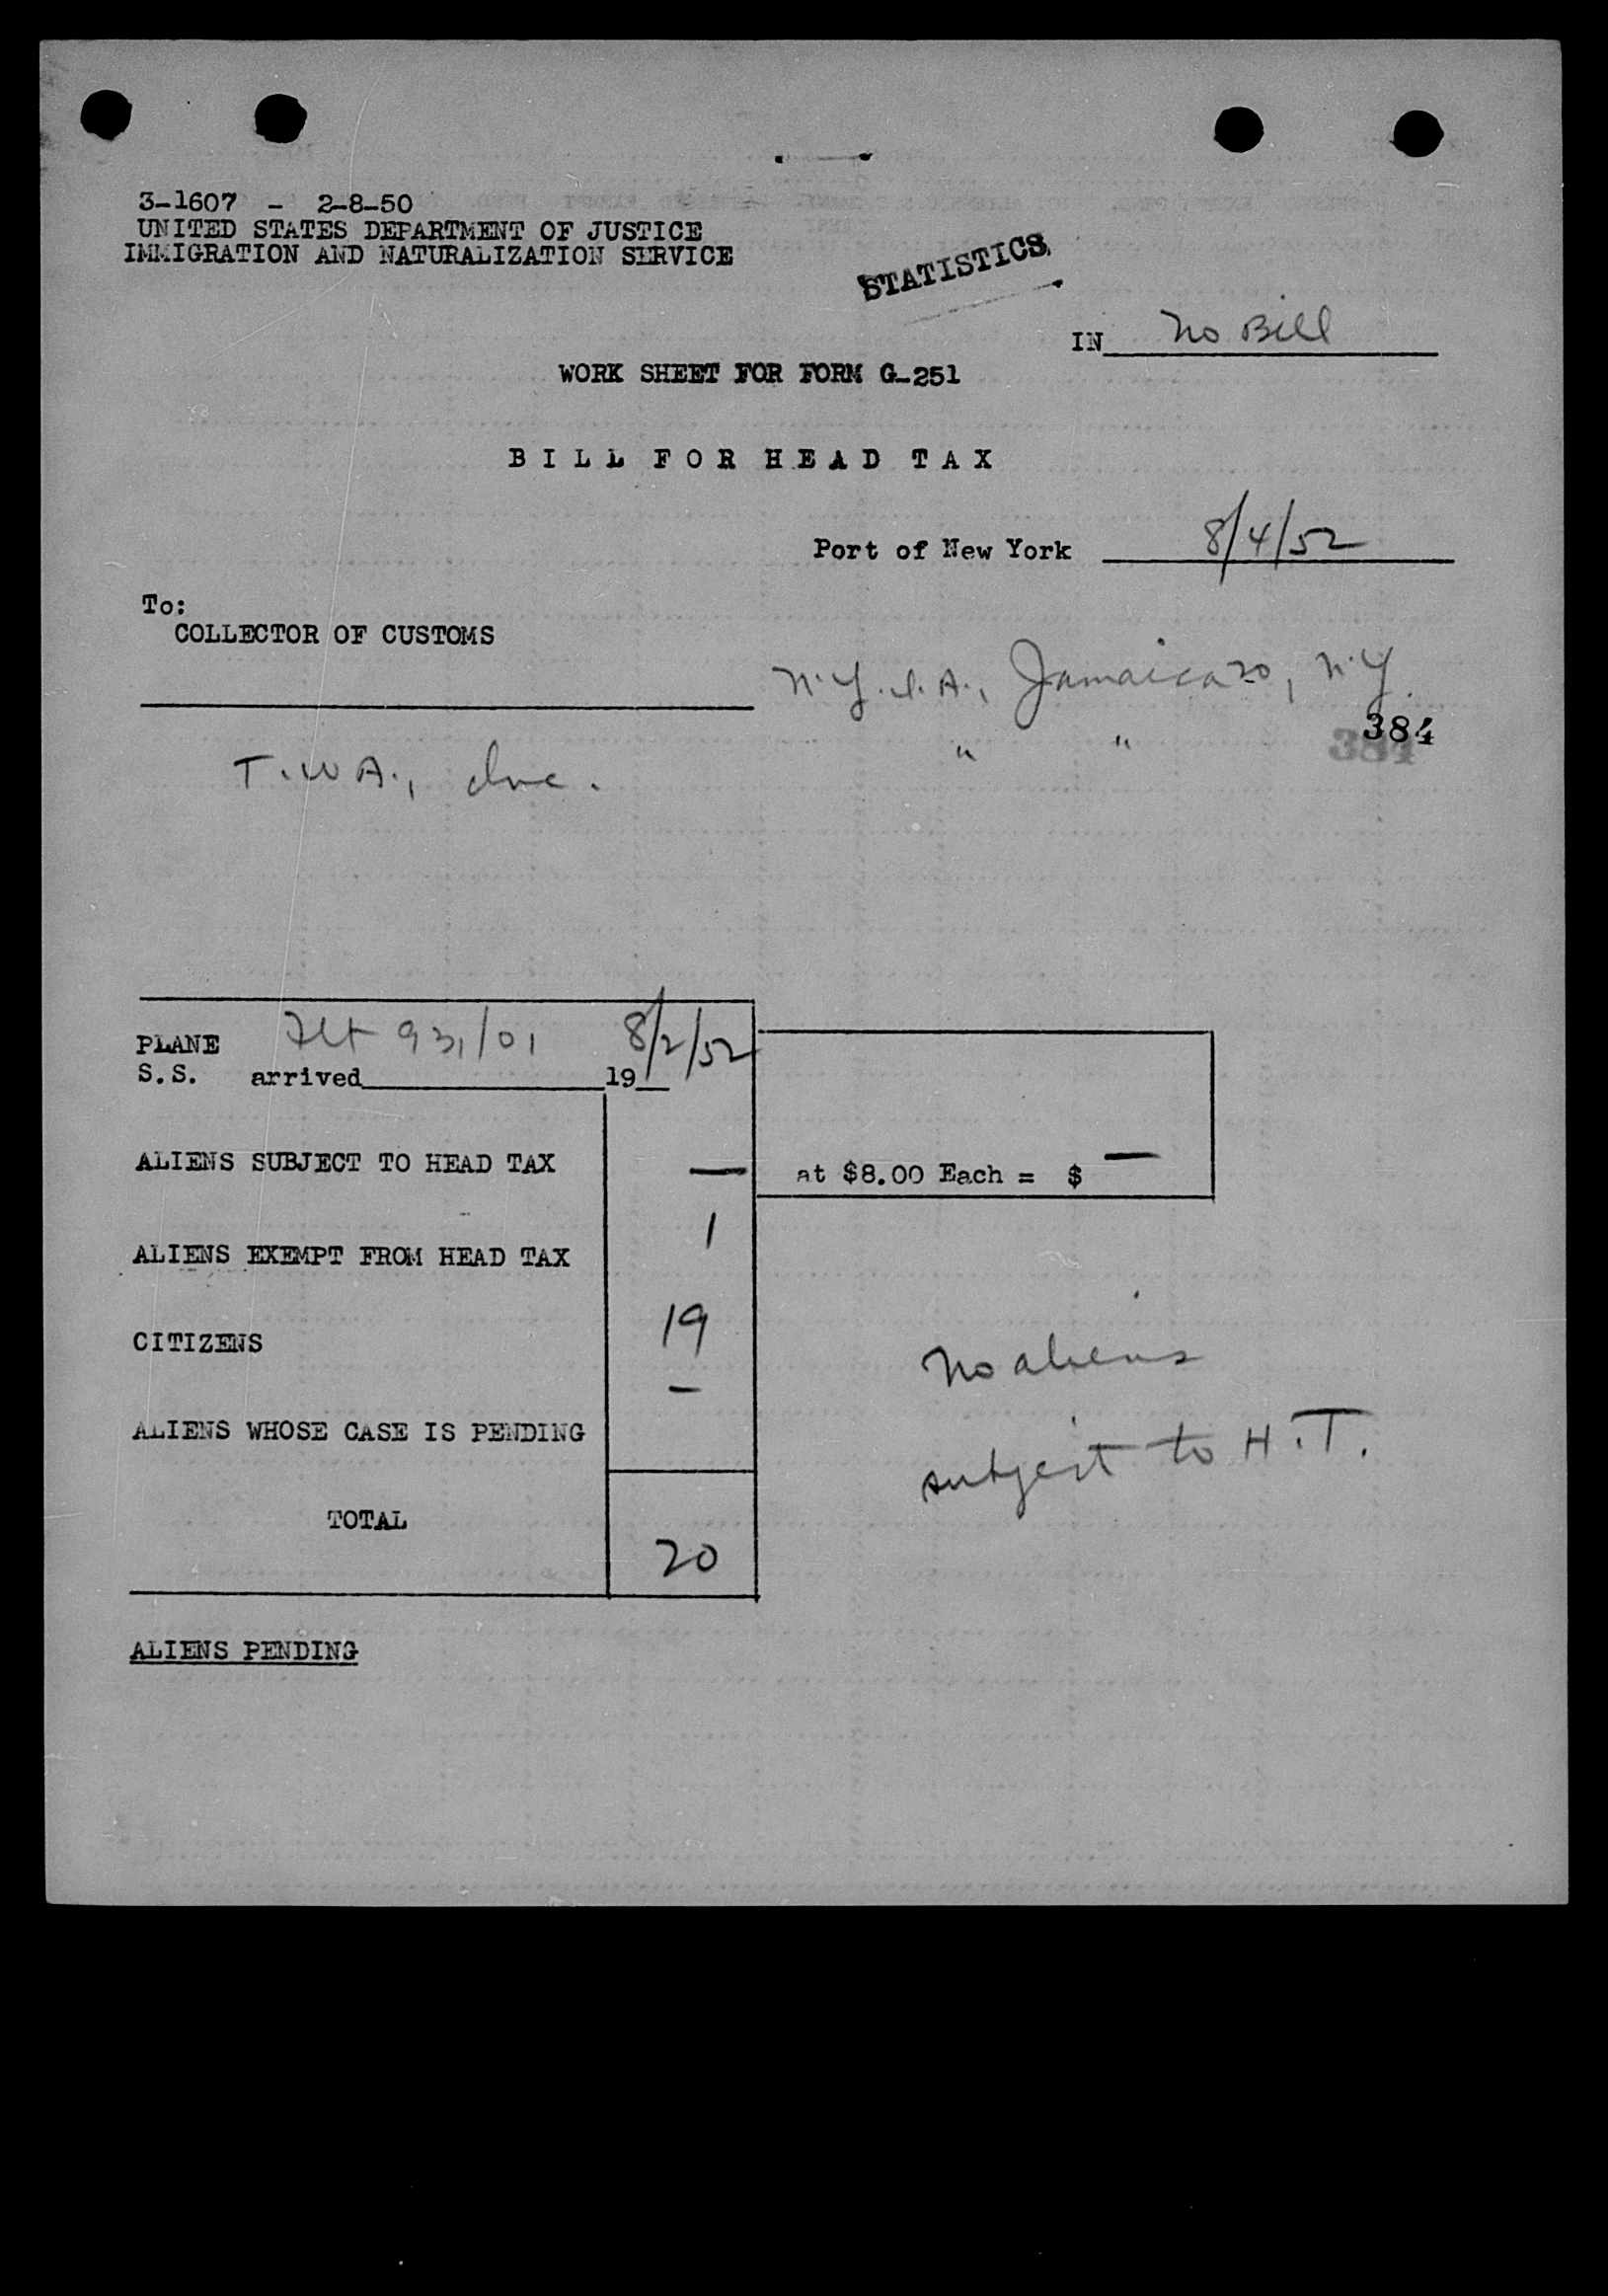 3-1607 - 2-8-50
UNITED STATES DEPARTMENT OF JUSTICE
IMMIGRATION AND NATURALIZATION SERVICE
STATISTICS
IN No Bill
WORK SHEET FOR FORM G-251
BILL FOR HEAD TAX
Port of New York 8/4/52
To:
COLLECTOR OF CUSTOMS
N.Y.I.A., Jamaica 20, N.Y.
384
T.W.A., Inc. " "
PLANE Flt 931/01 8/2/52
S.S. arrived 19
ALIENS SUBJECT TO HEAD TAX — at $8.00 Each = $ —
ALIENS EXEMPT FROM HEAD TAX 1
CITIZENS 19
ALIENS WHOSE CASE IS PENDING –
No aliens
subject to H.T.
TOTAL 20
ALIENS PENDING